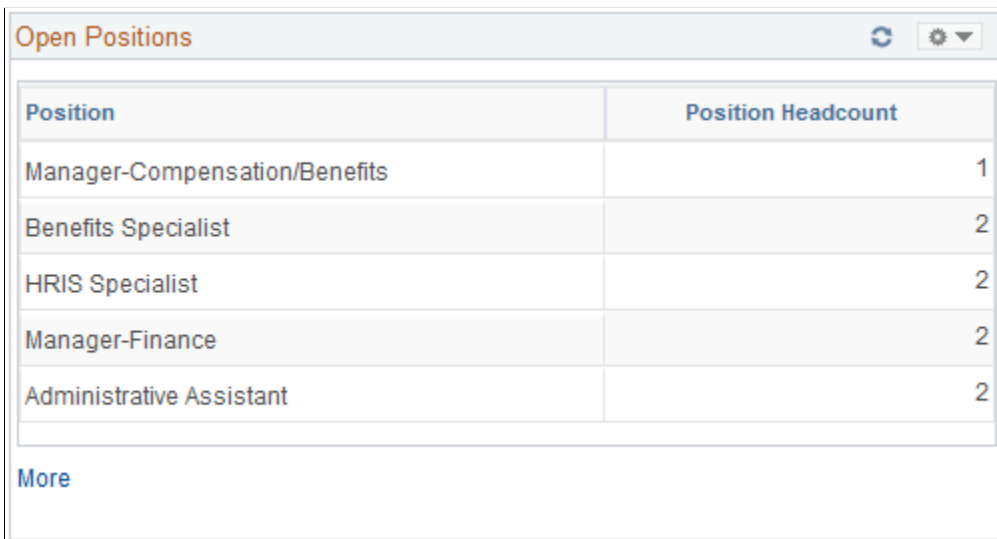 Open Positions
Position Position Headcount
Manager-Compensation/Benefits 1
Benefits Specialist 2
HRIS Specialist 2
Manager-Finance 2
Administrative Assistant 2
More